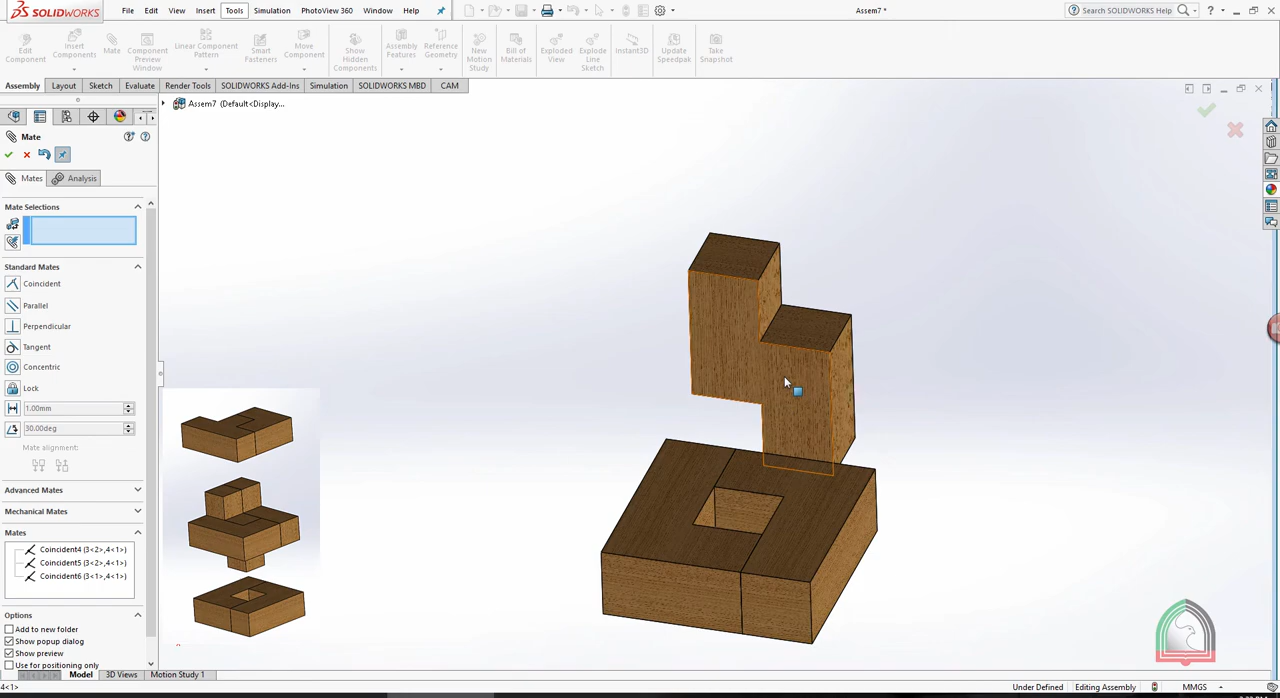 SOLIDWORKS File Edit View Insert Tools Simulation PhotoView 360 Window Help Assem7 * Search SOLIDWORKS Help
Edit Component
Insert Components
Mate
Component Preview Window
Linear Component Pattern
Smart Fasteners
Move Component
Show Hidden Components
Assembly Features
Reference Geometry
New Motion Study
Bill of Materials
Exploded View
Explode Line Sketch
Instant3D
Update Speedpak
Take Snapshot
Assembly Layout Sketch Evaluate Render Tools SOLIDWORKS Add-Ins Simulation SOLIDWORKS MBD CAM
Assem7 (Default<Display...
Mate
Mates Analysis
Mate Selections
Standard Mates
Coincident
Parallel
Perpendicular
Tangent
Concentric
Lock
1.00mm
30.00deg
Mate alignment:
Advanced Mates
Mechanical Mates
Mates
Coincident4 (3<2>,4<1>)
Coincident5 (3<2>,4<1>)
Coincident6 (3<1>,4<1>)
Options
Add to new folder
Show popup dialog
Show preview
Use for positioning only
Model 3D Views Motion Study 1
4<1> Under Defined Editing Assembly MMGS